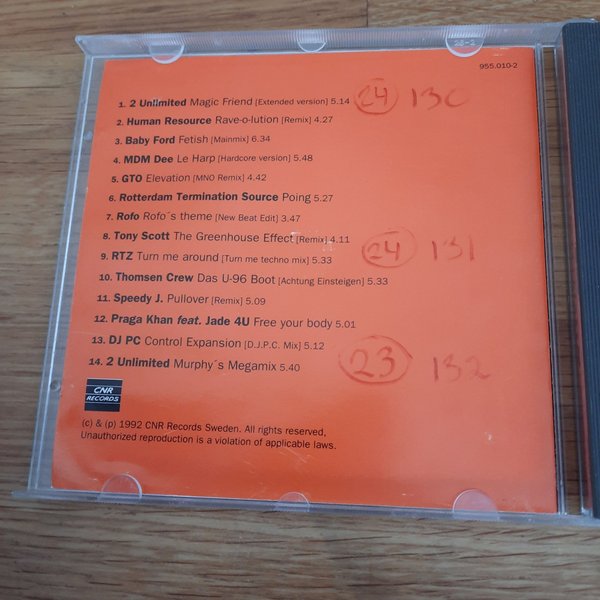 26-2
955.010-2
1. 2 Unlimited Magic Friend [Extended version] 5.14 24 130
2. Human Resource Rave-o-lution [Remix] 4.27
3. Baby Ford Fetish [Mainmix] 6.34
4. MDM Dee Le Harp [Hardcore version] 5.48
5. GTO Elevation [MNO Remix] 4.42
6. Rotterdam Termination Source Poing 5.27
7. Rofo Rofo´s theme [New Beat Edit] 3.47
8. Tony Scott The Greenhouse Effect [Remix] 4.11
9. RTZ Turn me around [Turn me techno mix] 5.33 24 131
10. Thomsen Crew Das U-96 Boot [Achtung Einsteigen] 5.33
11. Speedy J. Pullover [Remix] 5.09
12. Praga Khan feat. Jade 4U Free your body 5.01
13. DJ PC Control Expansion [D.J.P.C. Mix] 5.12
14. 2 Unlimited Murphy´s Megamix 5.40 23 132
CNR
RECORDS
(c) & (p) 1992 CNR Records Sweden. All rights reserved,
Unauthorized reproduction is a violation of applicable laws.